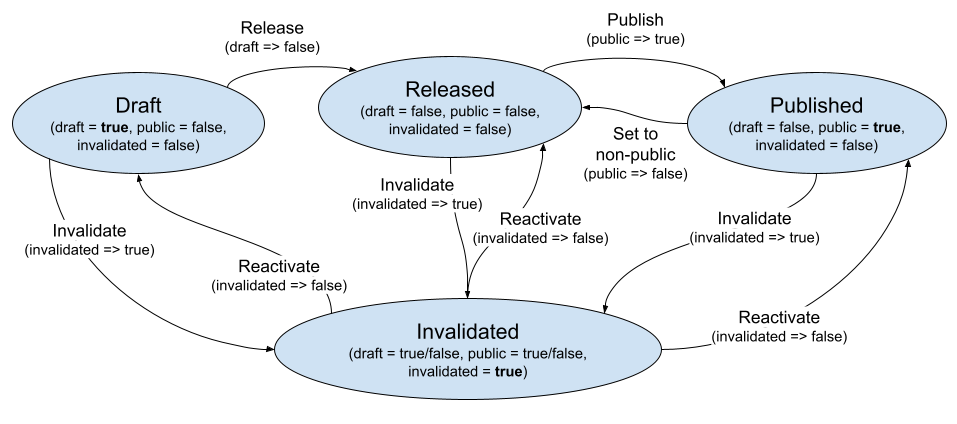 Release
(draft => false)
Publish
(public => true)
Draft
(draft = true, public = false,
invalidated = false)
Released
(draft = false, public = false,
invalidated = false)
Published
(draft = false, public = true,
invalidated = false)
Set to
non-public
(public => false)
Invalidate
(invalidated => true)
Invalidate
(invalidated => true)
Reactivate
(invalidated => false)
Invalidate
(invalidated => true)
Reactivate
(invalidated => false)
Reactivate
(invalidated => false)
Invalidated
(draft = true/false, public = true/false,
invalidated = true)